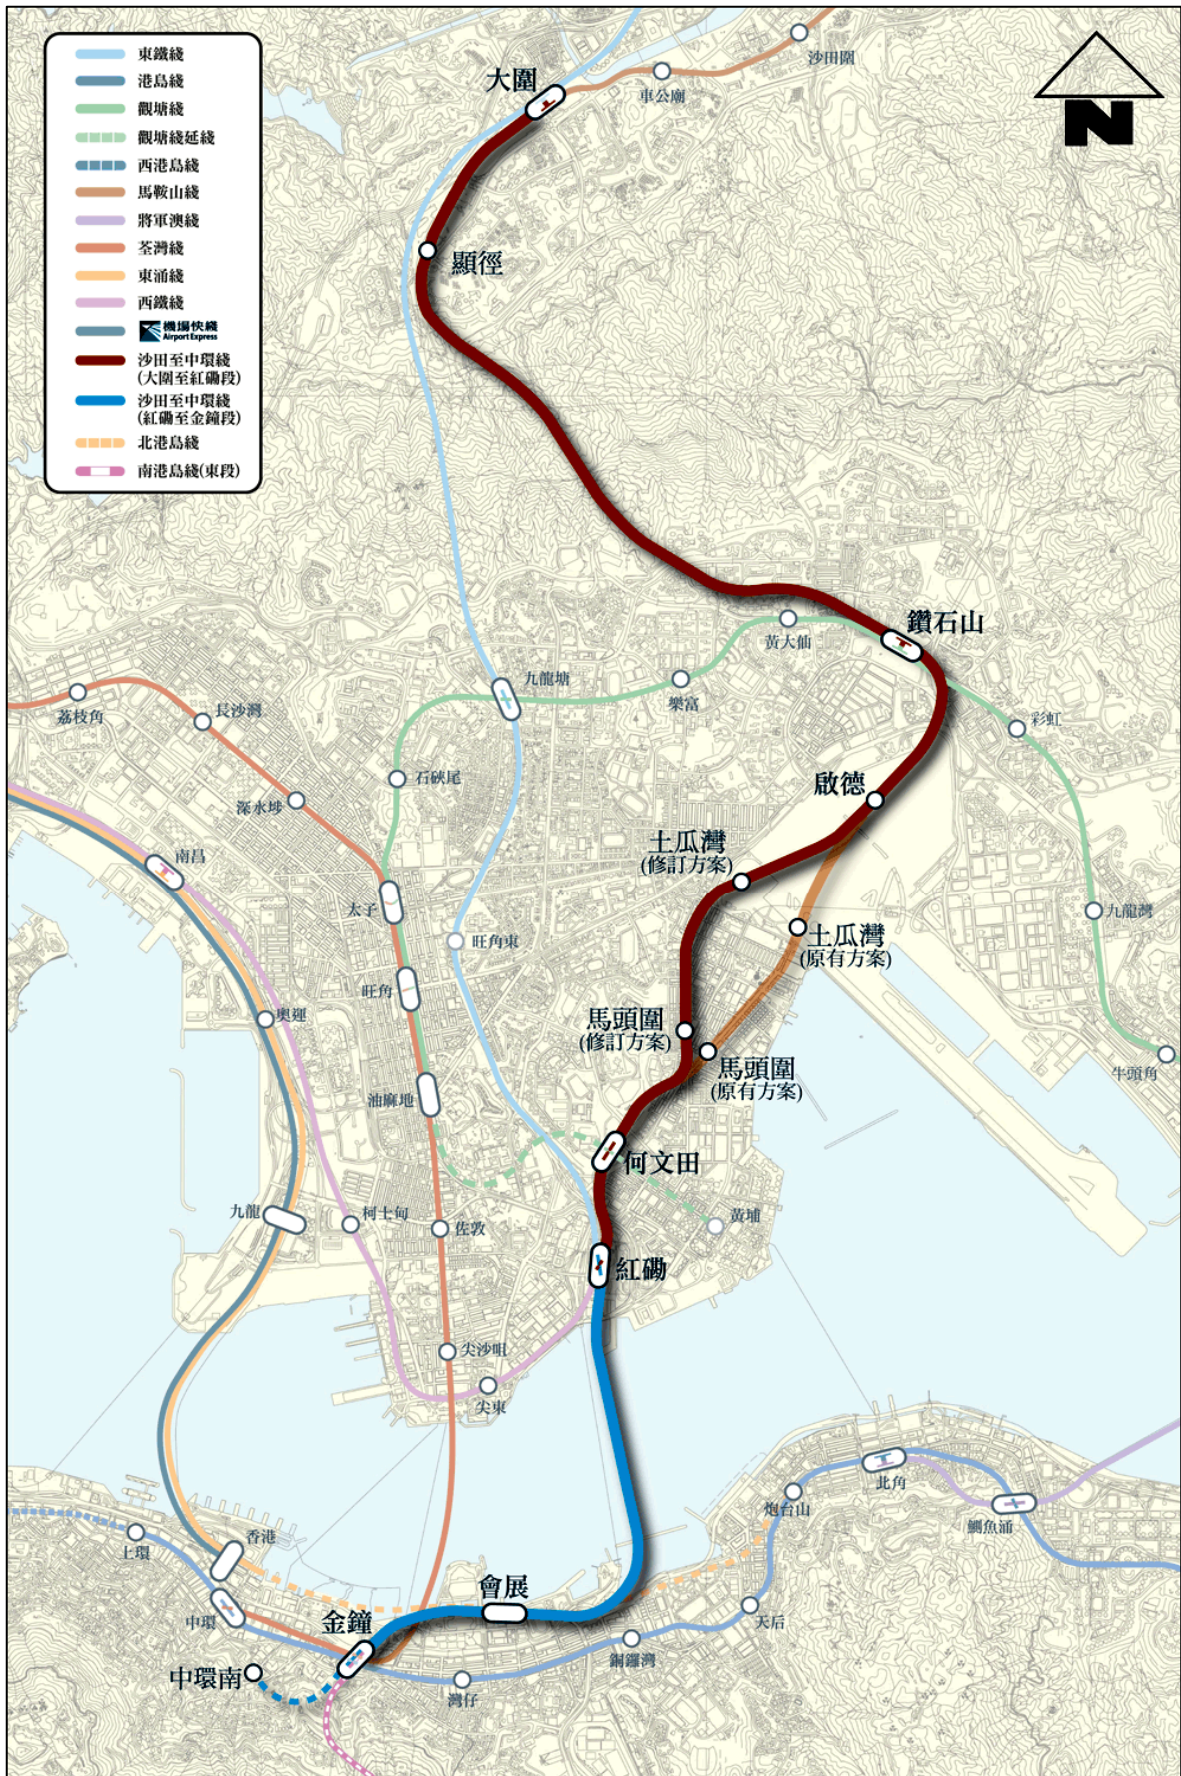 東鐵綫
港島綫
觀塘綫
觀塘綫延綫
西港島綫
馬鞍山綫
將軍澳綫
荃灣綫
東涌綫
西鐵綫
機場快綫
Airport Express
沙田至中環綫
(大圍至紅磡段)
沙田至中環綫
(紅磡至金鐘段)
北港島綫
南港島綫(東段)
N
沙田圍
大圍
車公廟
顯徑
鑽石山
黃大仙
九龍塘
樂富
彩虹
荔枝角
長沙灣
石硤尾
啟德
深水埗
土瓜灣
(修訂方案)
南昌
太子
九龍灣
旺角東
土瓜灣
(原有方案)
旺角
奧運
馬頭圍
(修訂方案)
馬頭圍
(原有方案)
牛頭角
油麻地
何文田
九龍
柯士甸
佐敦
黃埔
紅磡
尖沙咀
尖東
北角
炮台山
鰂魚涌
香港
上環
會展
中環
金鐘
天后
銅鑼灣
中環南
灣仔